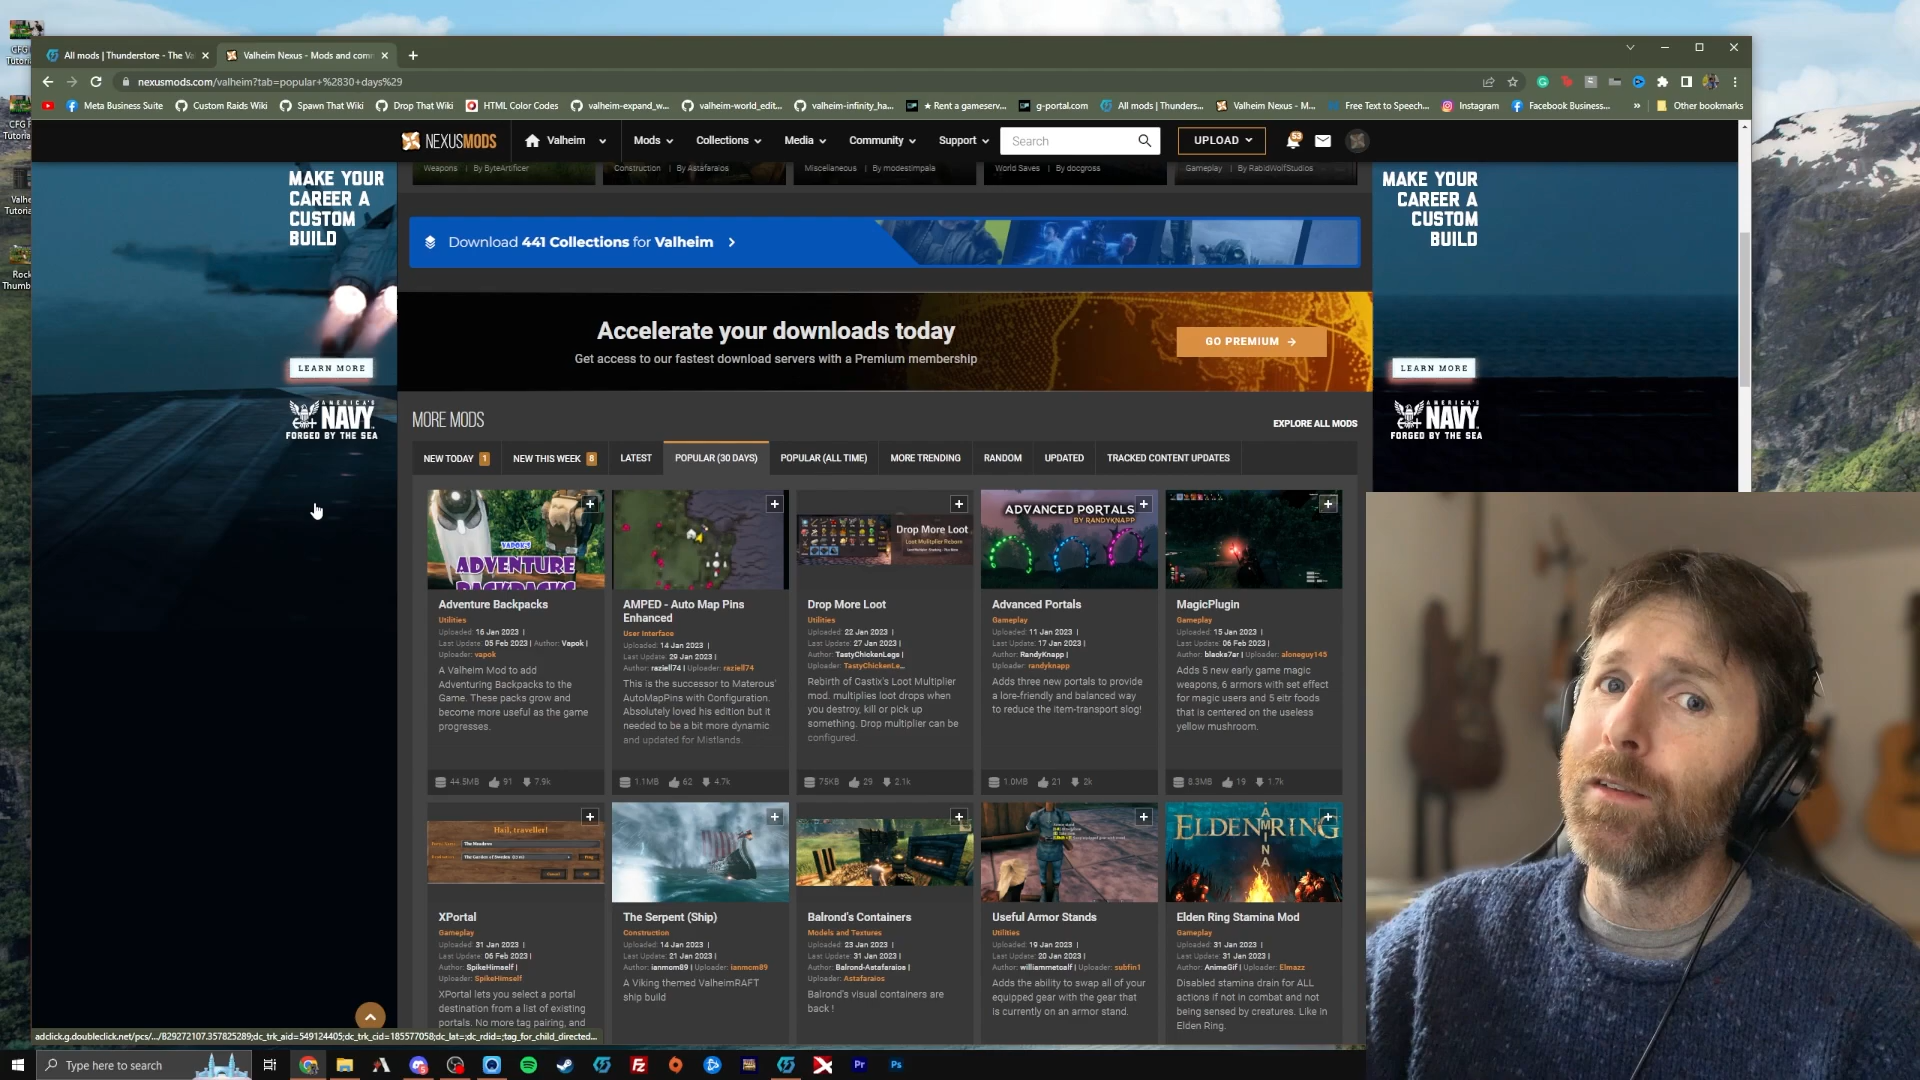 All mods | Thunderstore - The Va
Valheim Nexus - Mods and comm
nexusmods.com/valheim?tab=popular+%2830+days%29
Meta Business Suite
Custom Raids Wiki
Spawn That Wiki
Drop That Wiki
HTML Color Codes
valheim-expand_w...
valheim-world_edit...
valheim-infinity_ha...
★ Rent a gameserv...
g-portal.com
All mods | Thunders...
Valheim Nexus - M...
Free Text to Speech...
Instagram
Facebook Business...
Other bookmarks
NEXUSMODS
Valheim
Mods
Collections
Media
Community
Support
Search
UPLOAD
53
Weapons | By ByteArtificer
Construction | By Astafaraios
Miscellaneous | By modestimpala
World Saves | By docgross
Gameplay | By RabidWolfStudios
MAKE YOUR
CAREER A
CUSTOM
BUILD
LEARN MORE
AMERICA'S
NAVY
FORGED BY THE SEA
MAKE YOUR
CAREER A
CUSTOM
BUILD
LEARN MORE
AMERICA'S
NAVY
FORGED BY THE SEA
Download 441 Collections for Valheim
Accelerate your downloads today
Get access to our fastest download servers with a Premium membership
GO PREMIUM
MORE MODS
EXPLORE ALL MODS
NEW TODAY 1
NEW THIS WEEK 8
LATEST
POPULAR (30 DAYS)
POPULAR (ALL TIME)
MORE TRENDING
RANDOM
UPDATED
TRACKED CONTENT UPDATES
VAPOK'S
ADVENTURE
BACKPACKS
Adventure Backpacks
Utilities
Uploaded: 16 Jan 2023 |
Last Update: 05 Feb 2023 | Author: Vapok |
Uploader: vapok
A Valheim Mod to add
Adventuring Backpacks to the
Game. These packs grow and
become more useful as the game
progresses.
44.5MB 91 7.9k
AMPED - Auto Map Pins
Enhanced
User Interface
Uploaded: 14 Jan 2023 |
Last Update: 29 Jan 2023 |
Author: raziell74 | Uploader: raziell74
This is the successor to Materous'
AutoMapPins with Configuration.
Absolutely loved his edition but it
needed to be a bit more dynamic
and updated for Mistlands.
1.1MB 62 4.7k
Drop More Loot
Loot Multiplier Reborn
Drop More Loot
Utilities
Uploaded: 22 Jan 2023 |
Last Update: 27 Jan 2023 |
Author: TastyChickenLegs |
Uploader: TastyChickenLe...
Rebirth of Castix's Loot Multiplier
mod. multiplies loot drops when
you destroy, kill or pick up
something. Drop multiplier can be
configured.
75KB 29 2.1k
ADVANCED PORTALS
BY RANDYKNAPP
Advanced Portals
Gameplay
Uploaded: 11 Jan 2023 |
Last Update: 17 Jan 2023 |
Author: RandyKnapp |
Uploader: randyknapp
Adds three new portals to provide
a lore-friendly and balanced way
to reduce the item-transport slog!
1.0MB 21 2k
MagicPlugin
Gameplay
Uploaded: 15 Jan 2023 |
Last Update: 06 Feb 2023 |
Author: blacks7ar | Uploader: aloneguy145
Adds 5 new early game magic
weapons, 6 armors with set effect
for magic users and 5 eitr foods
that is centered on the useless
yellow mushroom.
8.3MB 19 1.7k
Hail, traveller!
XPortal
Gameplay
Uploaded: 31 Jan 2023 |
Last Update: 06 Feb 2023 |
Author: SpikeHimself |
Uploader: SpikeHimself
XPortal lets you select a portal
destination from a list of existing
portals. No more tag pairing, and
The Serpent (Ship)
Construction
Uploaded: 14 Jan 2023 |
Last Update: 21 Jan 2023 |
Author: ianmcm89 | Uploader: ianmcm89
A Viking themed ValheimRAFT
ship build
Balrond's Containers
Models and Textures
Uploaded: 23 Jan 2023 |
Last Update: 31 Jan 2023 |
Author: Balrond-Astafaraios |
Uploader: Astafaraios
Balrond's visual containers are
back !
Useful Armor Stands
Utilities
Uploaded: 19 Jan 2023 |
Last Update: 20 Jan 2023 |
Author: williammetcalf | Uploader: subfin1
Adds the ability to swap all of your
equipped gear with the gear that
is currently on an armor stand.
ELDEN RING
STAMINA
Elden Ring Stamina Mod
Gameplay
Uploaded: 31 Jan 2023 |
Last Update: 31 Jan 2023 |
Author: AnimeGif | Uploader: Elmazz
Disabled stamina drain for ALL
actions if not in combat and not
being sensed by creatures. Like in
Elden Ring.
adclick.g.doubleclick.net/pcs/.../B29272107.357825289;dc_trk_aid=549124405;dc_trk_cid=185577058;dc_lat=;dc_rdid=;tag_for_child_directed...
Type here to search
Pr
Ps